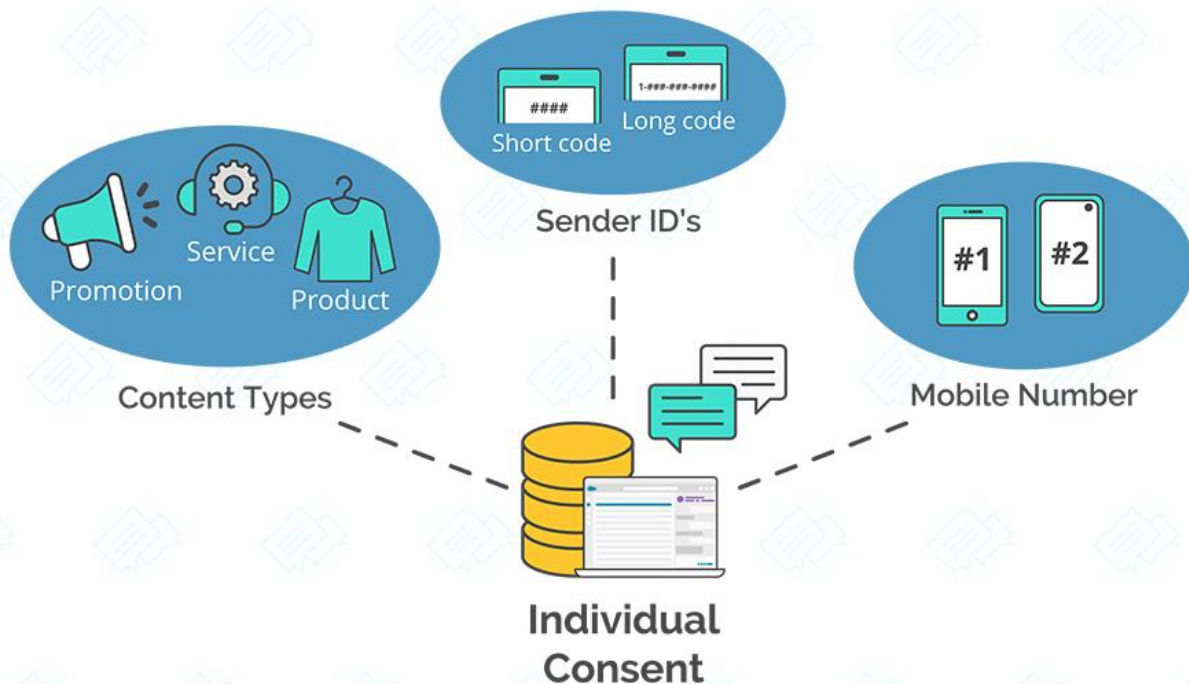 ####
Short code
1-###-###-####
Long code
Sender ID's
Promotion
Service
Product
Content Types
#1
#2
Mobile Number
Individual
Consent